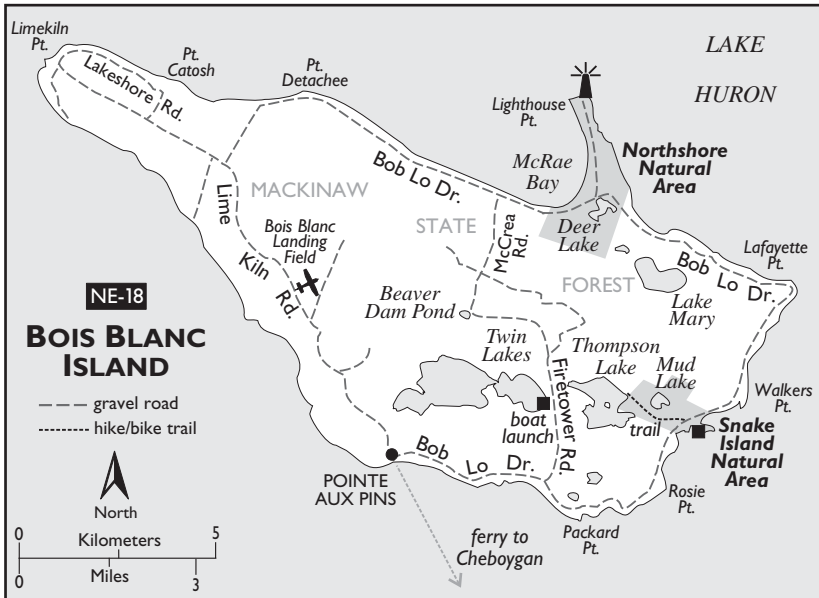 Limekiln
Pt.
Pt.
Catosh
Pt.
Detachee
LAKE
HURON
Lakeshore Rd.
Lighthouse
Pt.
Northshore
Natural
Area
McRae
Bay
Bob Lo Dr.
MACKINAW
STATE
FOREST
Lime Kiln Rd.
Bois Blanc
Landing
Field
McCrea
Rd.
Deer
Lake
Lafayette
Pt.
Bob Lo Dr.
Lake
Mary
NE-18
BOIS BLANC
ISLAND
Beaver
Dam Pond
Twin
Lakes
Thompson
Lake
Mud
Lake
Firetower Rd.
Walkers
Pt.
gravel road
hike/bike trail
boat
launch
trail
Snake
Island
Natural
Area
Bob Lo Dr.
POINTE
AUX PINS
Rosie
Pt.
Packard
Pt.
North
ferry to
Cheboygan
0 5
Kilometers
Miles
0 3